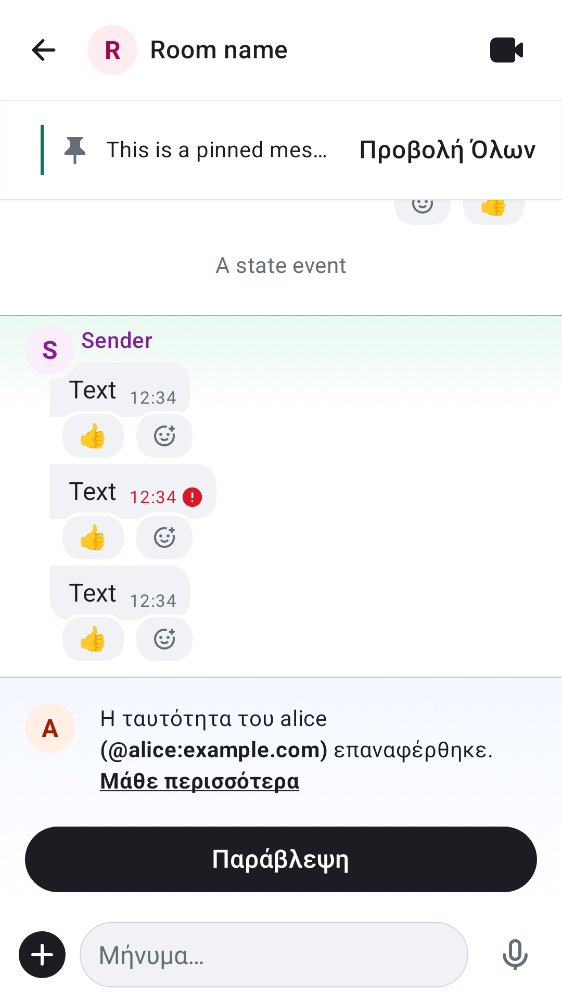 R Room name
This is a pinned mes... Προβολή Όλων
👍
A state event
S Sender
Text 12:34
👍
Text 12:34
👍
Text 12:34
👍
A Η ταυτότητα του alice
(@alice:example.com) επαναφέρθηκε.
Μάθε περισσότερα
Παράβλεψη
Μήνυμα…